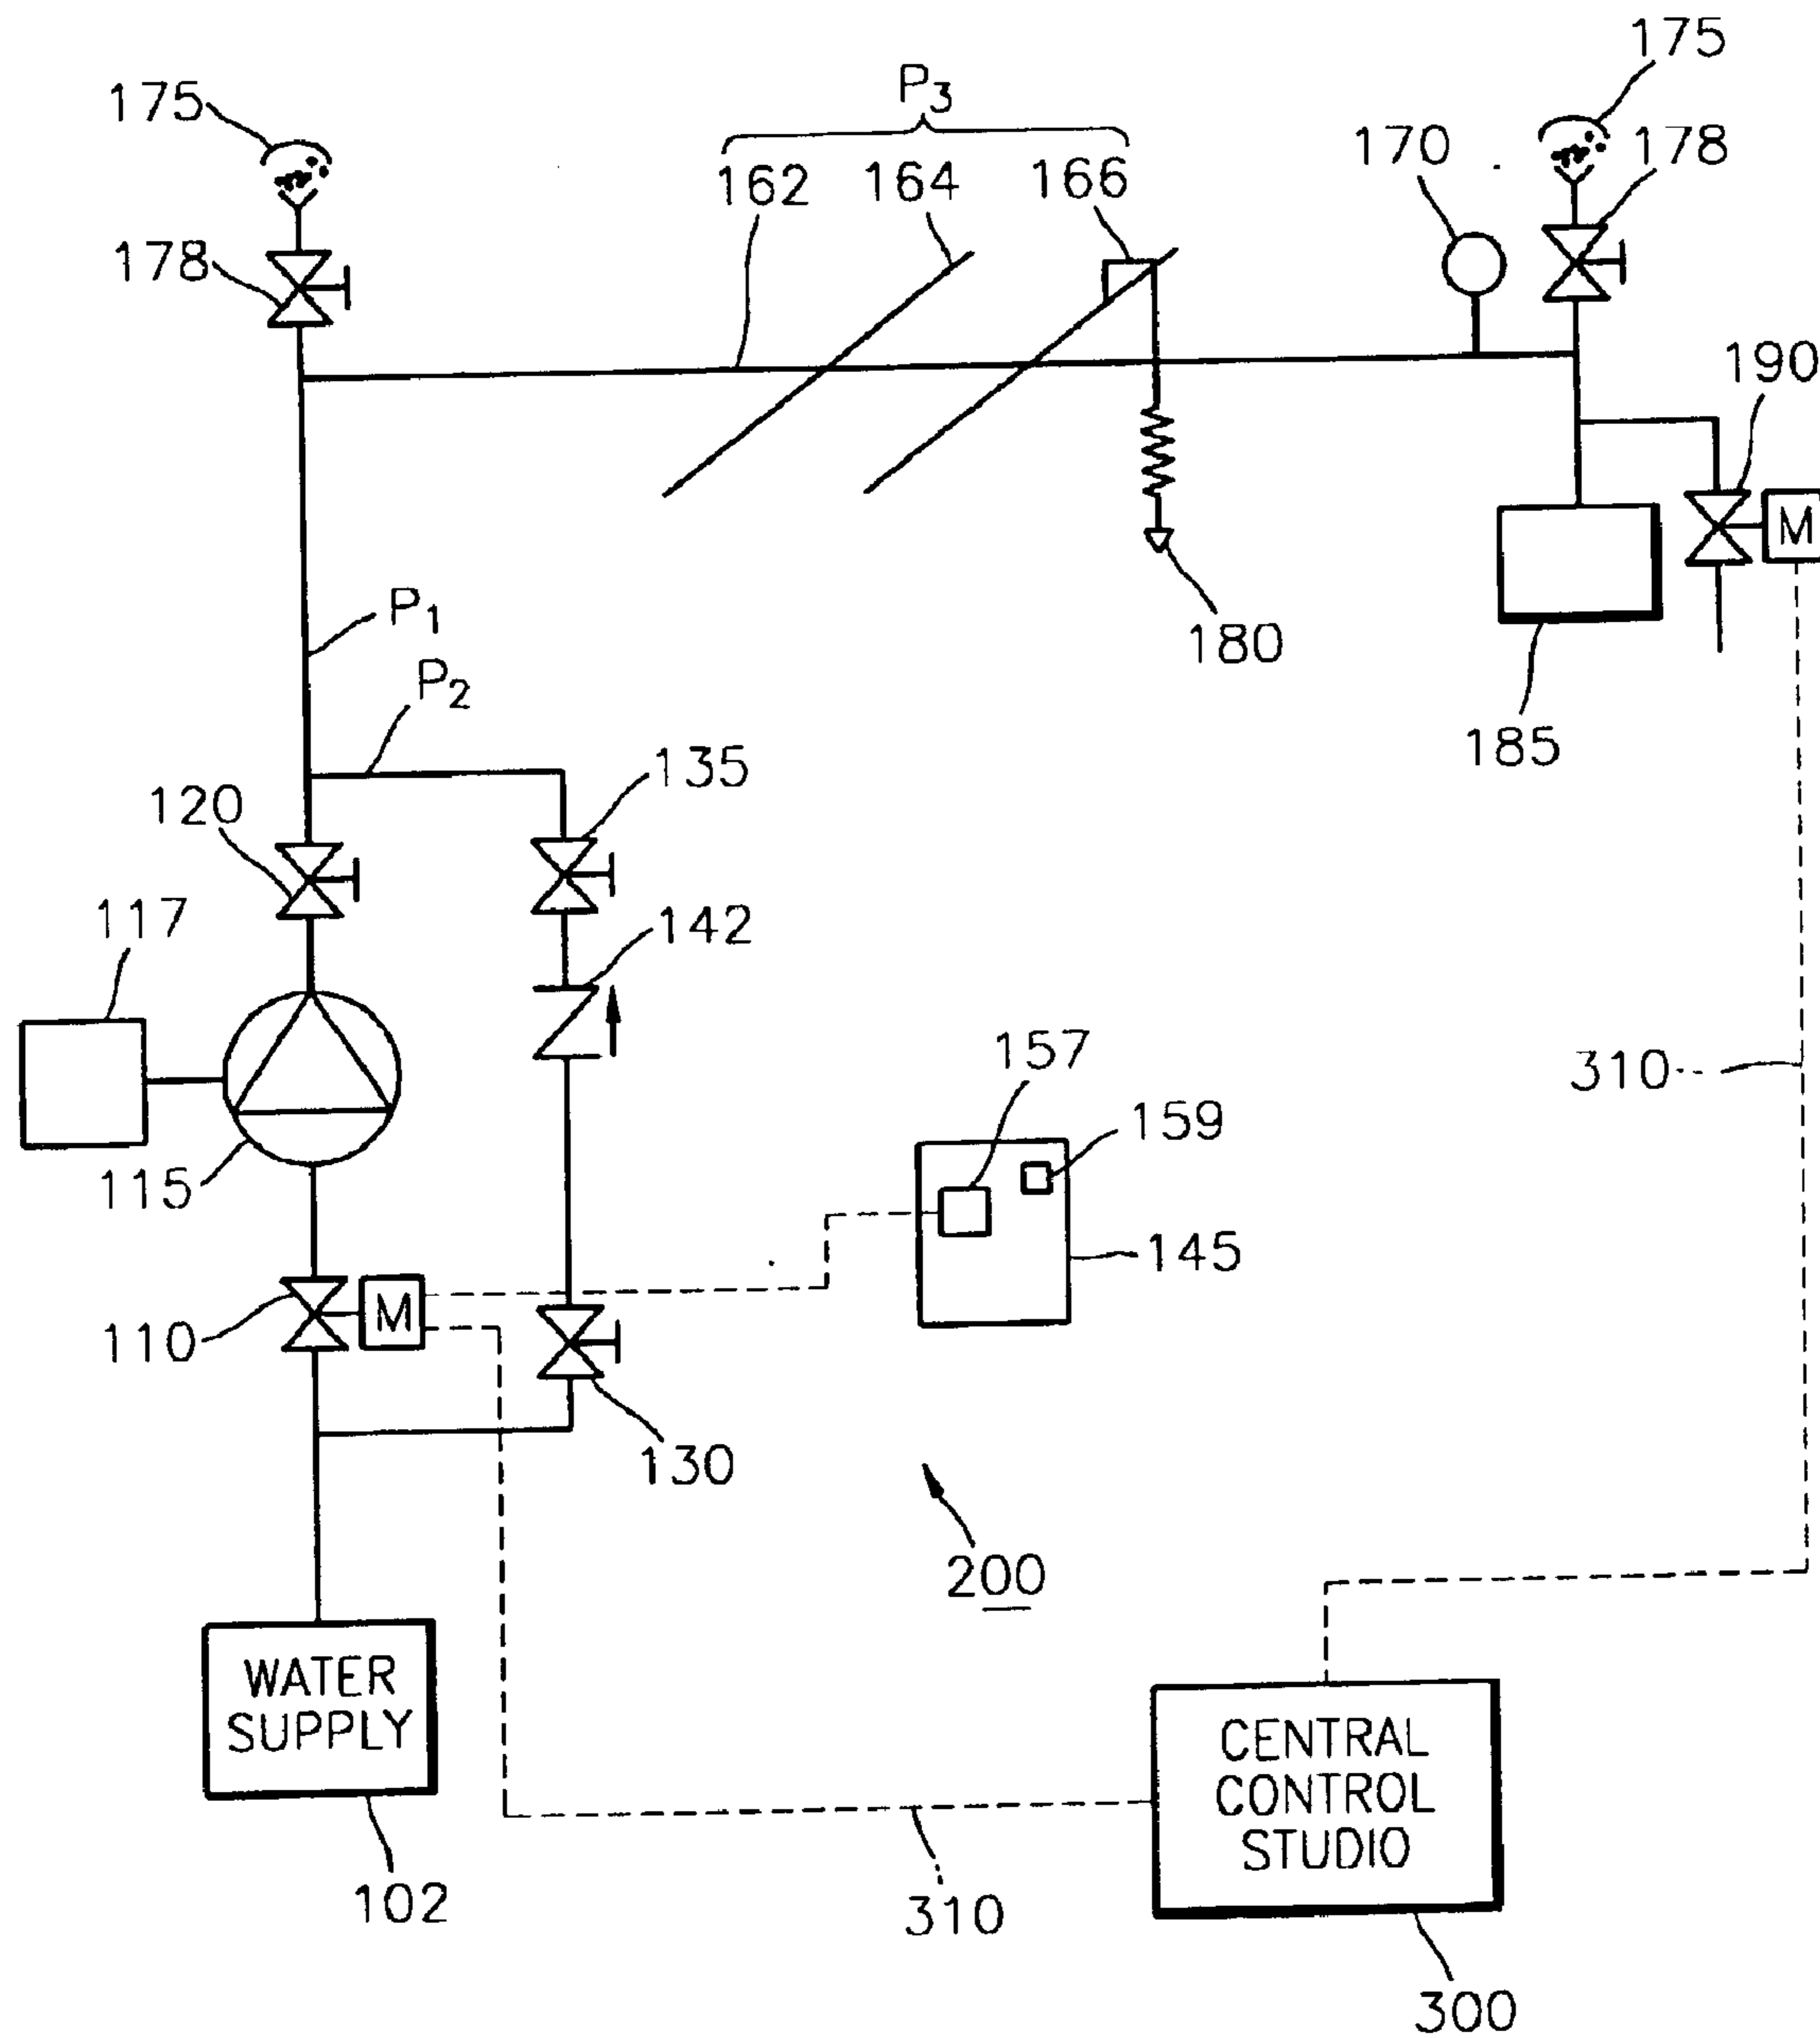 175
P3
175
162
164
166
170
178
178
190
M
180
P1
185
P2
135
120
117
142
310
157
159
115
145
110
M
130
200
WATER
SUPPLY
CENTRAL
CONTROL
STUDIO
102
310
300